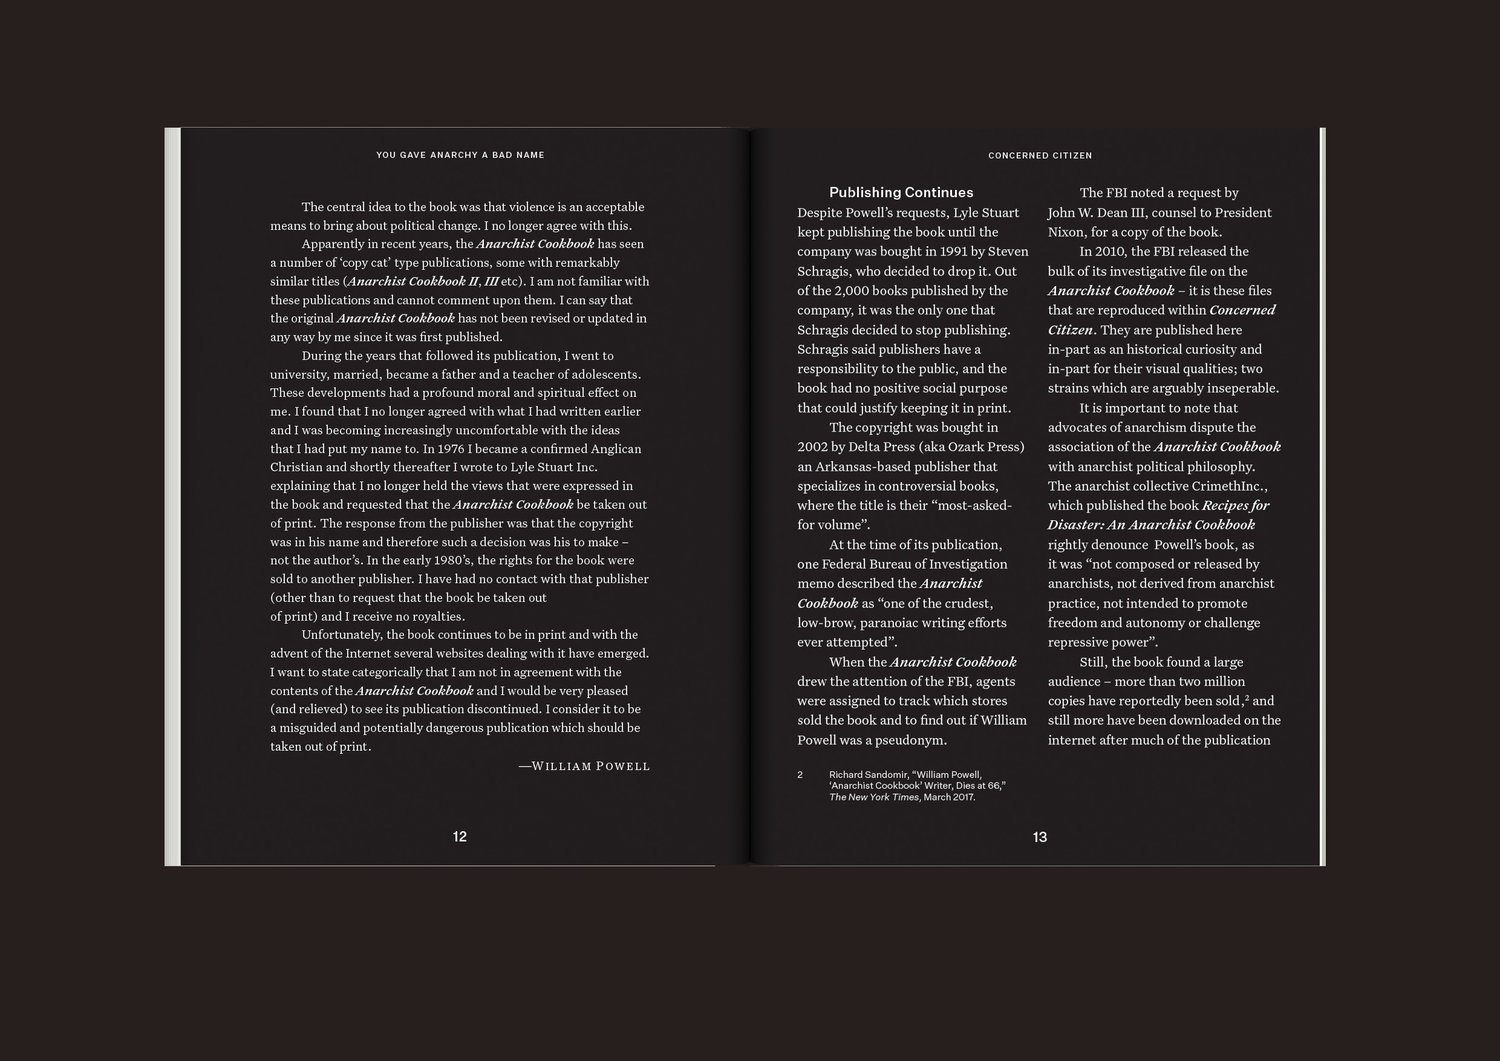 YOU GAVE ANARCHY A BAD NAME
The central idea to the book was that violence is an acceptable
means to bring about political change. I no longer agree with this.
Apparently in recent years, the Anarchist Cookbook has seen
a number of ‘copy cat’ type publications, some with remarkably
similar titles (Anarchist Cookbook II, III etc). I am not familiar with
these publications and cannot comment upon them. I can say that
the original Anarchist Cookbook has not been revised or updated in
any way by me since it was first published.
During the years that followed its publication, I went to
university, married, became a father and a teacher of adolescents.
These developments had a profound moral and spiritual effect on
me. I found that I no longer agreed with what I had written earlier
and I was becoming increasingly uncomfortable with the ideas
that I had put my name to. In 1976 I became a confirmed Anglican
Christian and shortly thereafter I wrote to Lyle Stuart Inc.
explaining that I no longer held the views that were expressed in
the book and requested that the Anarchist Cookbook be taken out
of print. The response from the publisher was that the copyright
was in his name and therefore such a decision was his to make –
not the author’s. In the early 1980’s, the rights for the book were
sold to another publisher. I have had no contact with that publisher
(other than to request that the book be taken out
of print) and I receive no royalties.
Unfortunately, the book continues to be in print and with the
advent of the Internet several websites dealing with it have emerged.
I want to state categorically that I am not in agreement with the
contents of the Anarchist Cookbook and I would be very pleased
(and relieved) to see its publication discontinued. I consider it to be
a misguided and potentially dangerous publication which should be
taken out of print.
—WILLIAM POWELL
12
CONCERNED CITIZEN
Publishing Continues
Despite Powell’s requests, Lyle Stuart
kept publishing the book until the
company was bought in 1991 by Steven
Schragis, who decided to drop it. Out
of the 2,000 books published by the
company, it was the only one that
Schragis decided to stop publishing.
Schragis said publishers have a
responsibility to the public, and the
book had no positive social purpose
that could justify keeping it in print.
The copyright was bought in
2002 by Delta Press (aka Ozark Press)
an Arkansas-based publisher that
specializes in controversial books,
where the title is their “most-asked-
for volume”.
At the time of its publication,
one Federal Bureau of Investigation
memo described the Anarchist
Cookbook as “one of the crudest,
low-brow, paranoiac writing efforts
ever attempted”.
When the Anarchist Cookbook
drew the attention of the FBI, agents
were assigned to track which stores
sold the book and to find out if William
Powell was a pseudonym.
The FBI noted a request by
John W. Dean III, counsel to President
Nixon, for a copy of the book.
In 2010, the FBI released the
bulk of its investigative file on the
Anarchist Cookbook – it is these files
that are reproduced within Concerned
Citizen. They are published here
in-part as an historical curiosity and
in-part for their visual qualities; two
strains which are arguably inseperable.
It is important to note that
advocates of anarchism dispute the
association of the Anarchist Cookbook
with anarchist political philosophy.
The anarchist collective CrimethInc.,
which published the book Recipes for
Disaster: An Anarchist Cookbook
rightly denounce Powell’s book, as
it was “not composed or released by
anarchists, not derived from anarchist
practice, not intended to promote
freedom and autonomy or challenge
repressive power”.
Still, the book found a large
audience – more than two million
copies have reportedly been sold,² and
still more have been downloaded on the
internet after much of the publication
2 Richard Sandomir, “William Powell,
‘Anarchist Cookbook’ Writer, Dies at 66,”
The New York Times, March 2017.
13